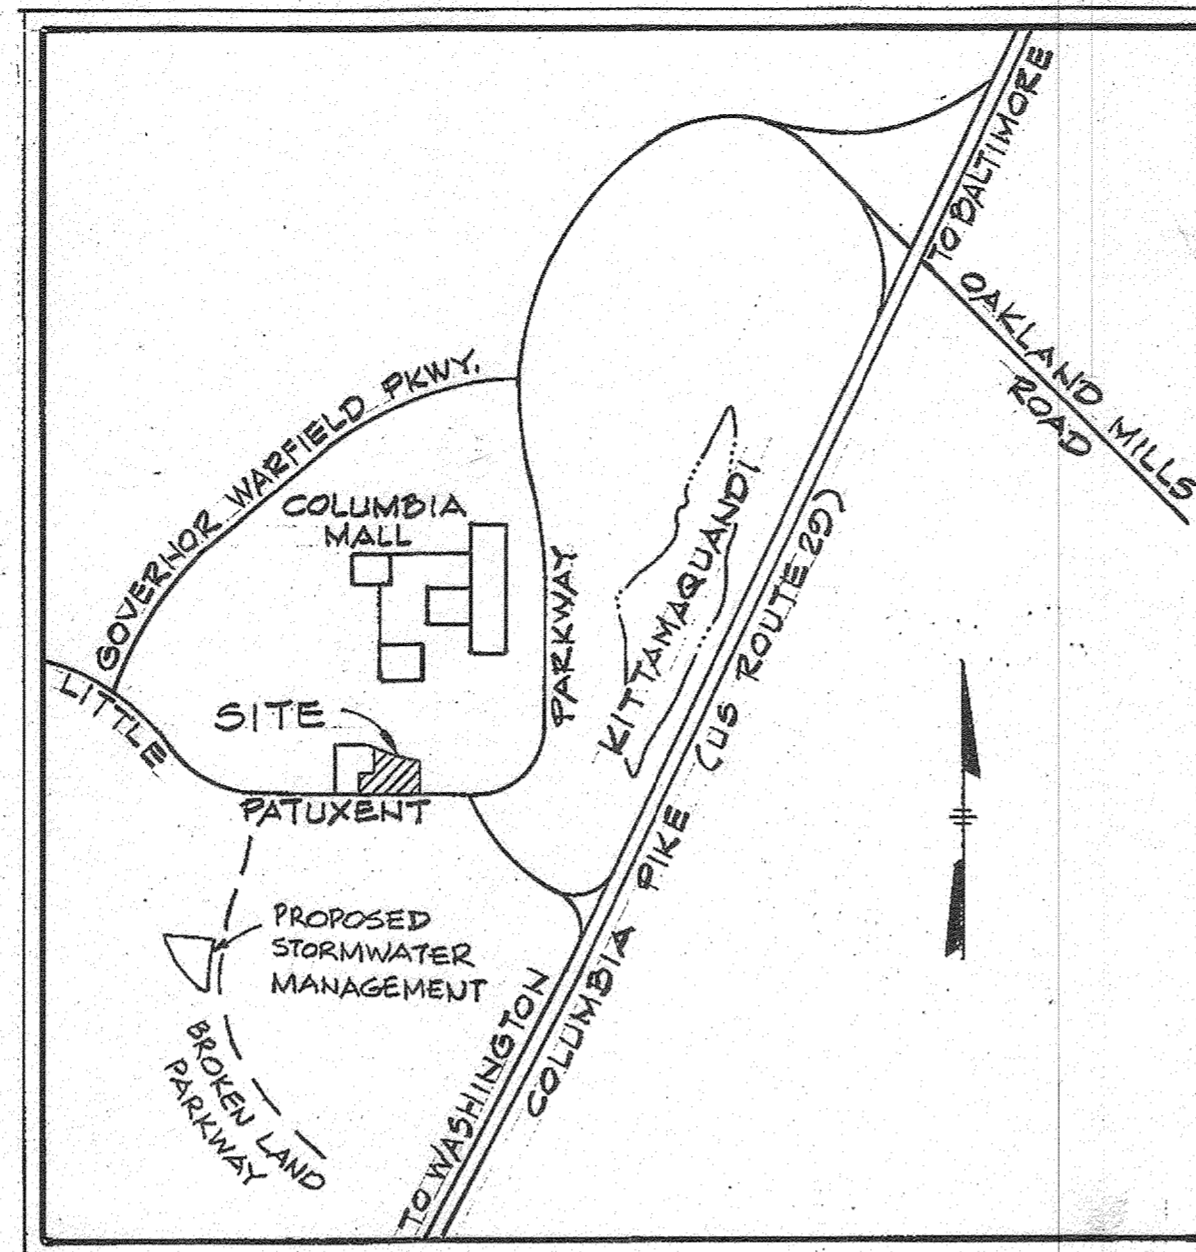 TO BALTIMORE
OAKLAND MILLS
ROAD
GOVERNOR WARFIELD PKWY.
COLUMBIA
MALL
PARKWAY
KITTAMAQUANDI
COLUMBIA PIKE (US ROUTE 29)
LITTLE
SITE
PATUXENT
PROPOSED
STORMWATER
MANAGEMENT
BROKEN LAND
PARKWAY
TO WASHINGTON